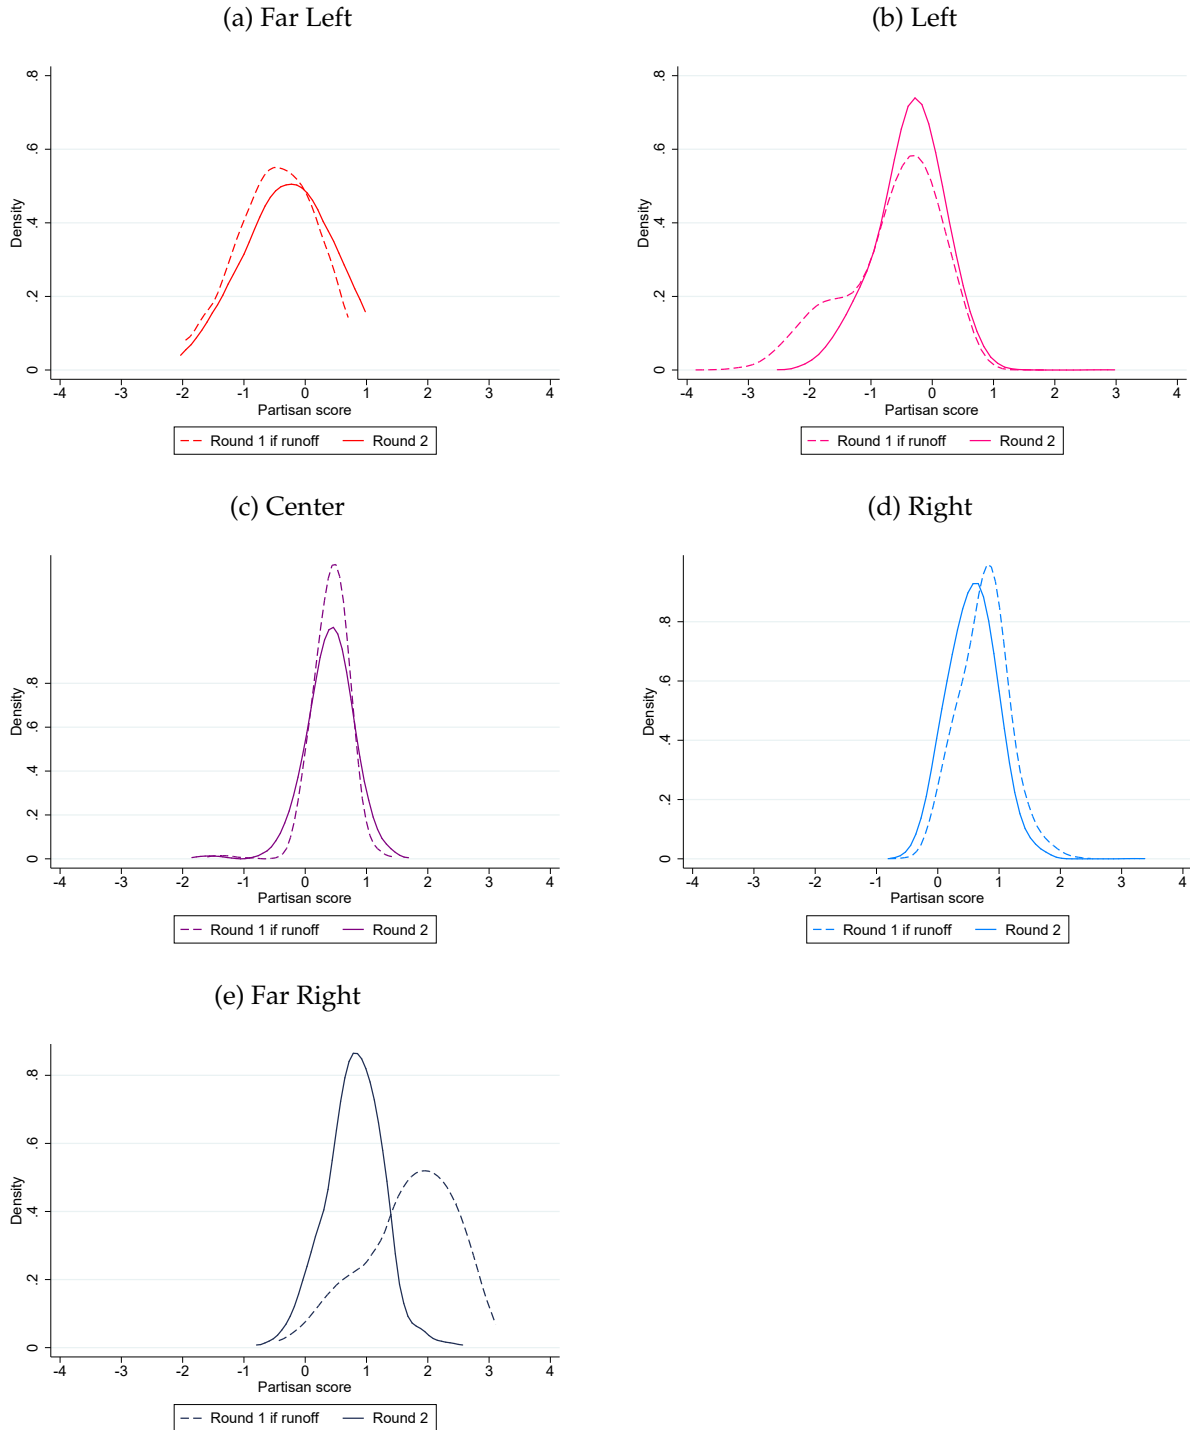 (a) Far Left
.8
.6
.4
.2
0
Density
-4 -3 -2 -1 0 1 2 3 4
Partisan score
Round 1 if runoff Round 2
(b) Left
.8
.6
.4
.2
0
Density
-4 -3 -2 -1 0 1 2 3 4
Partisan score
Round 1 if runoff Round 2
(c) Center
.8
.6
.4
.2
0
Density
-4 -3 -2 -1 0 1 2 3 4
Partisan score
Round 1 if runoff Round 2
(d) Right
.8
.6
.4
.2
0
Density
-4 -3 -2 -1 0 1 2 3 4
Partisan score
Round 1 if runoff Round 2
(e) Far Right
.8
.6
.4
.2
0
Density
-4 -3 -2 -1 0 1 2 3 4
Partisan score
Round 1 if runoff Round 2